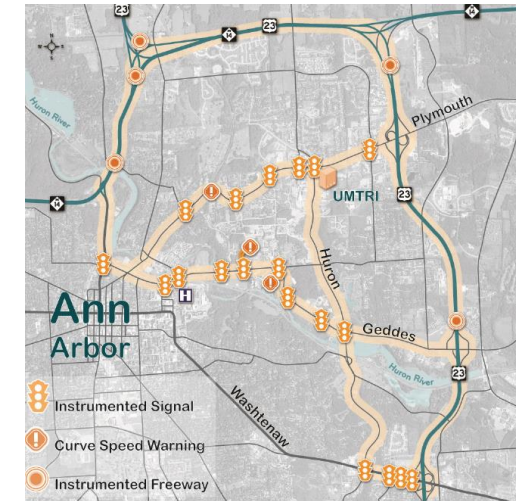 23
14
23
14
Huron River
Plymouth
UMTRI
14
23
Huron
H
Ann
Arbor
Geddes
23
Huron River
Washtenaw
Instrumented Signal
Curve Speed Warning
Instrumented Freeway